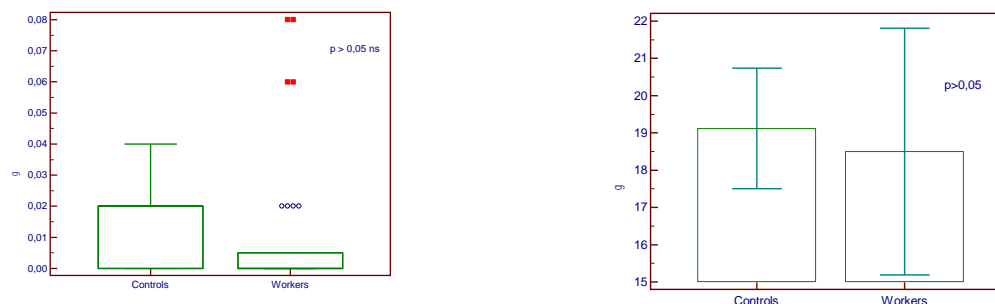 0,08
0,07
0,06
0,05
0,04
0,03
0,02
0,01
0,00
g
p > 0,05 ns
Controls Workers
22
21
20
19
18
17
16
15
g
p>0,05
Controls Workers